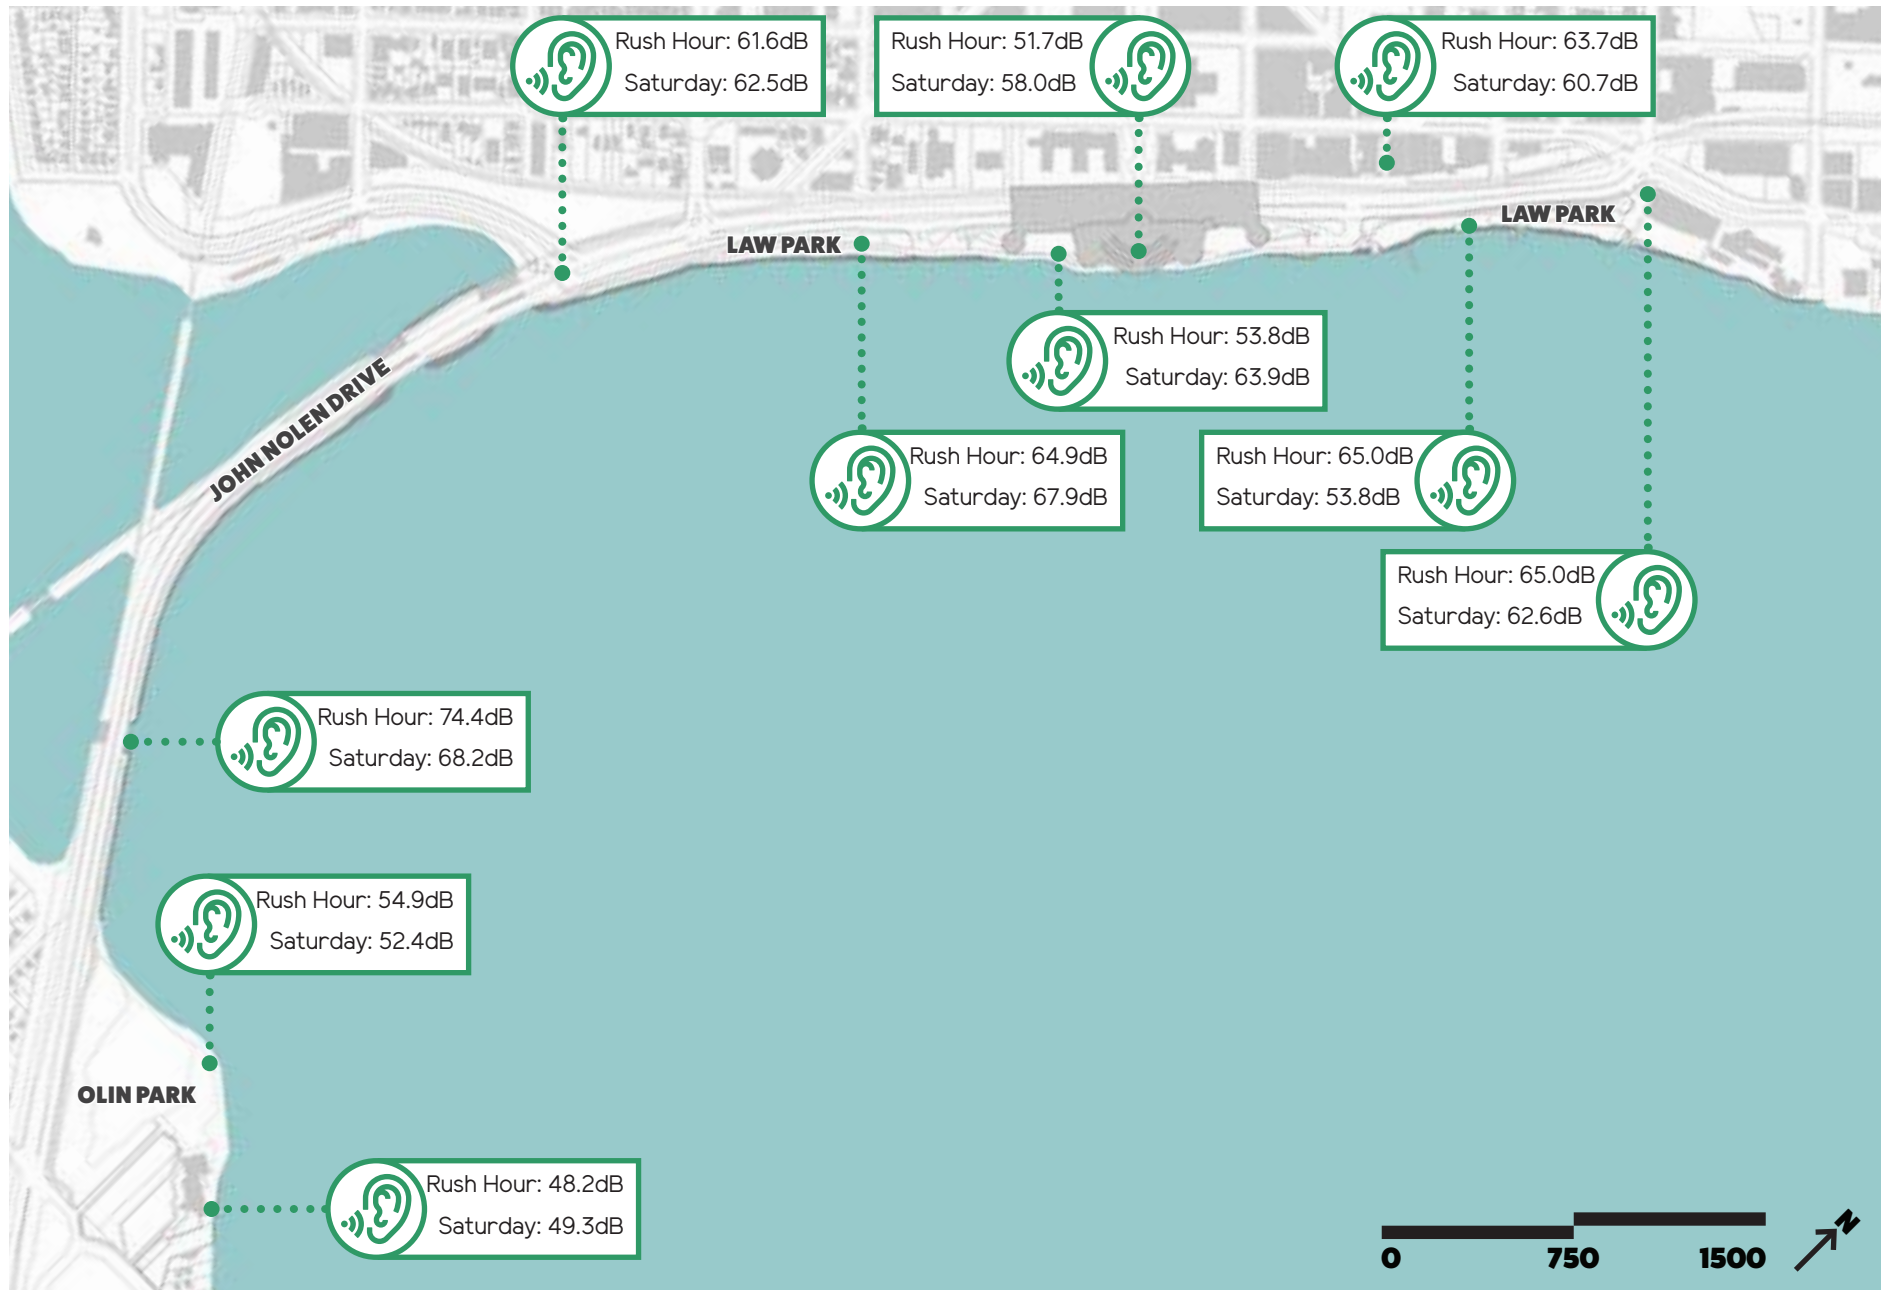 Rush Hour: 61.6dB
Saturday: 62.5dB
Rush Hour: 51.7dB
Saturday: 58.0dB
Rush Hour: 63.7dB
Saturday: 60.7dB
LAW PARK
LAW PARK
Rush Hour: 53.8dB
Saturday: 63.9dB
JOHN NOLEN DRIVE
Rush Hour: 64.9dB
Saturday: 67.9dB
Rush Hour: 65.0dB
Saturday: 53.8dB
Rush Hour: 65.0dB
Saturday: 62.6dB
Rush Hour: 74.4dB
Saturday: 68.2dB
Rush Hour: 54.9dB
Saturday: 52.4dB
OLIN PARK
Rush Hour: 48.2dB
Saturday: 49.3dB
0 750 1500
N